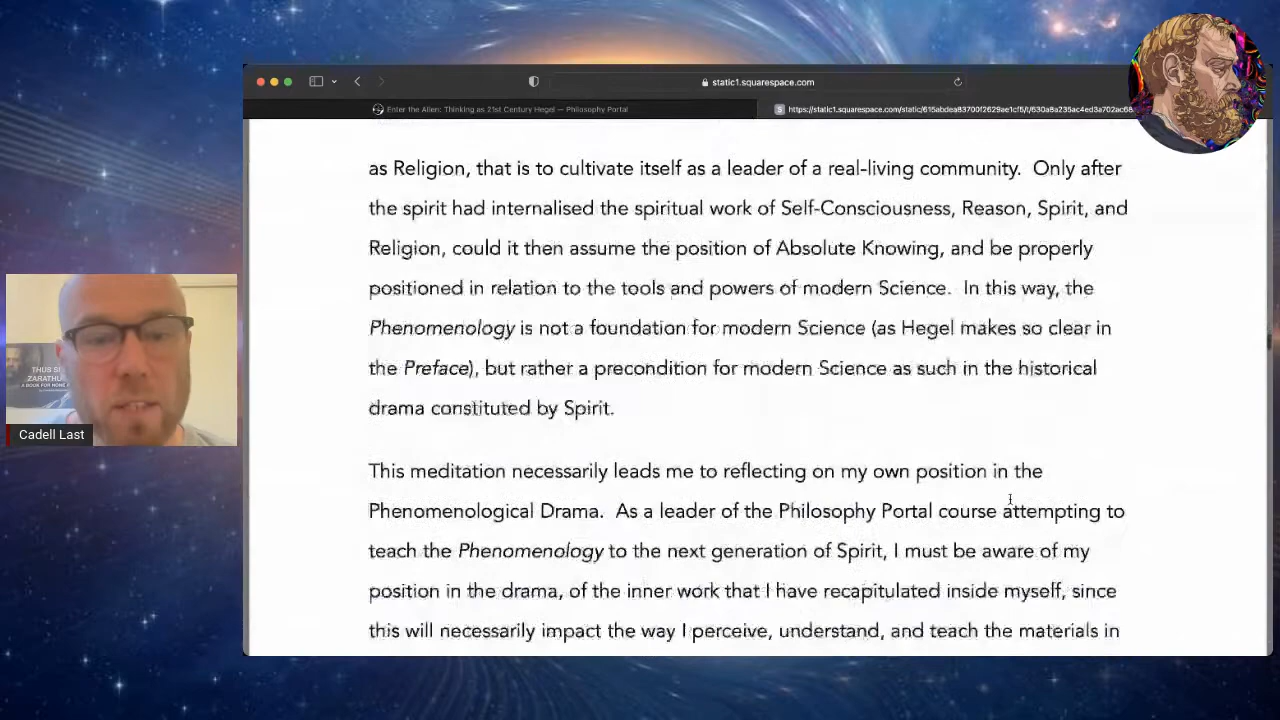 static1.squarespace.com
Enter the Alien: Thinking as 21st Century Hegel — Philosophy Portal
as Religion, that is to cultivate itself as a leader of a real-living community. Only after
the spirit had internalised the spiritual work of Self-Consciousness, Reason, Spirit, and
Religion, could it then assume the position of Absolute Knowing, and be properly
positioned in relation to the tools and powers of modern Science. In this way, the
Phenomenology is not a foundation for modern Science (as Hegel makes so clear in
the Preface), but rather a precondition for modern Science as such in the historical
drama constituted by Spirit.
This meditation necessarily leads me to reflecting on my own position in the
Phenomenological Drama. As a leader of the Philosophy Portal course attempting to
teach the Phenomenology to the next generation of Spirit, I must be aware of my
position in the drama, of the inner work that I have recapitulated inside myself, since
this will necessarily impact the way I perceive, understand, and teach the materials in
THUS S
ZARATHU
A BOOK FOR NONE
Cadell Last